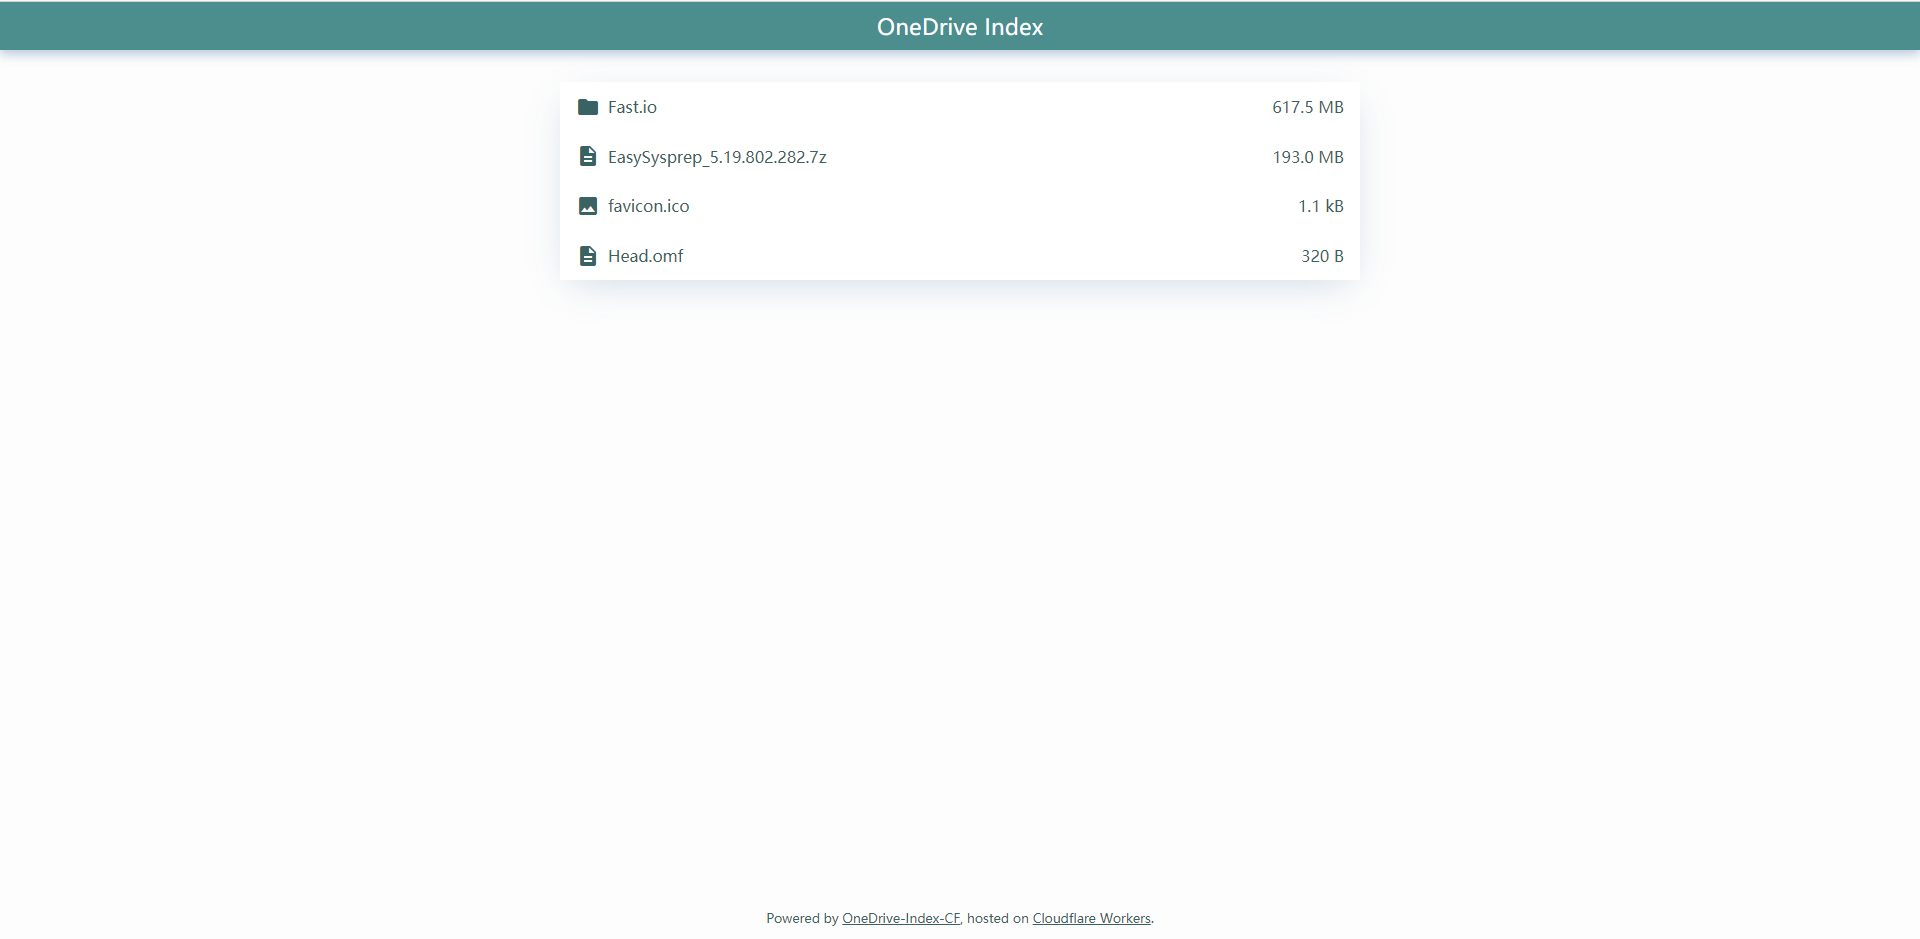 OneDrive Index
Fast.io 617.5 MB
EasySysprep_5.19.802.282.7z 193.0 MB
favicon.ico 1.1 kB
Head.omf 320 B
Powered by OneDrive-Index-CF, hosted on Cloudflare Workers.